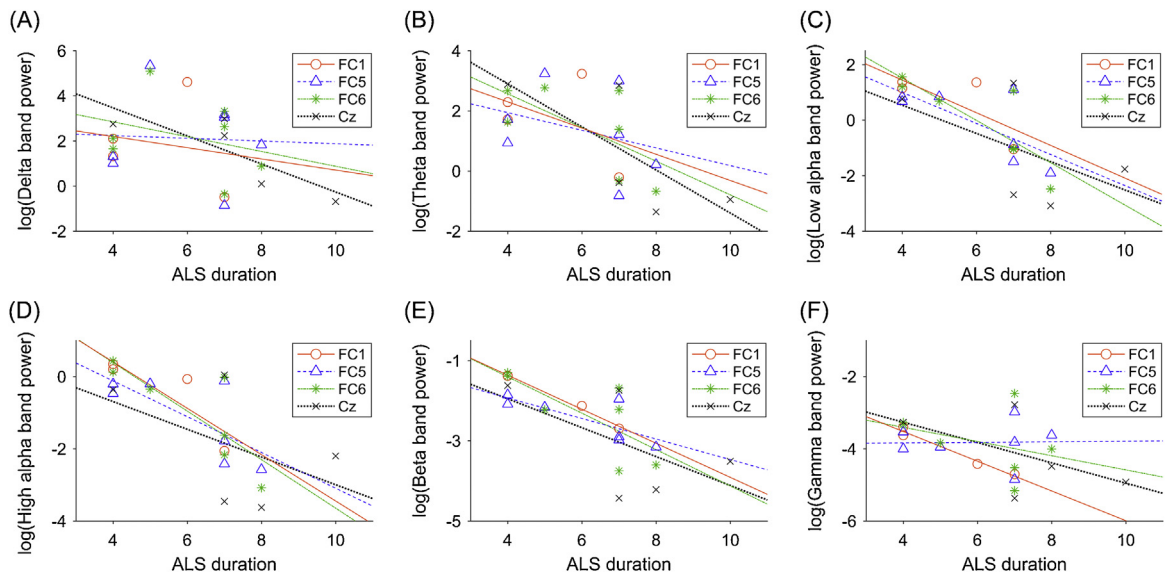 (A)
log(Delta band power)
6
4
2
0
-2
4 6 8 10
ALS duration
FC1
FC5
FC6
Cz
(B)
log(Theta band power)
4
2
0
-2
4 6 8 10
ALS duration
FC1
FC5
FC6
Cz
(C)
log(Low alpha band power)
2
0
-2
-4
4 6 8 10
ALS duration
FC1
FC5
FC6
Cz
(D)
log(High alpha band power)
0
-2
-4
4 6 8 10
ALS duration
FC1
FC5
FC6
Cz
(E)
log(Beta band power)
-1
-3
-5
4 6 8 10
ALS duration
FC1
FC5
FC6
Cz
(F)
log(Gamma band power)
-2
-4
-6
4 6 8 10
ALS duration
FC1
FC5
FC6
Cz